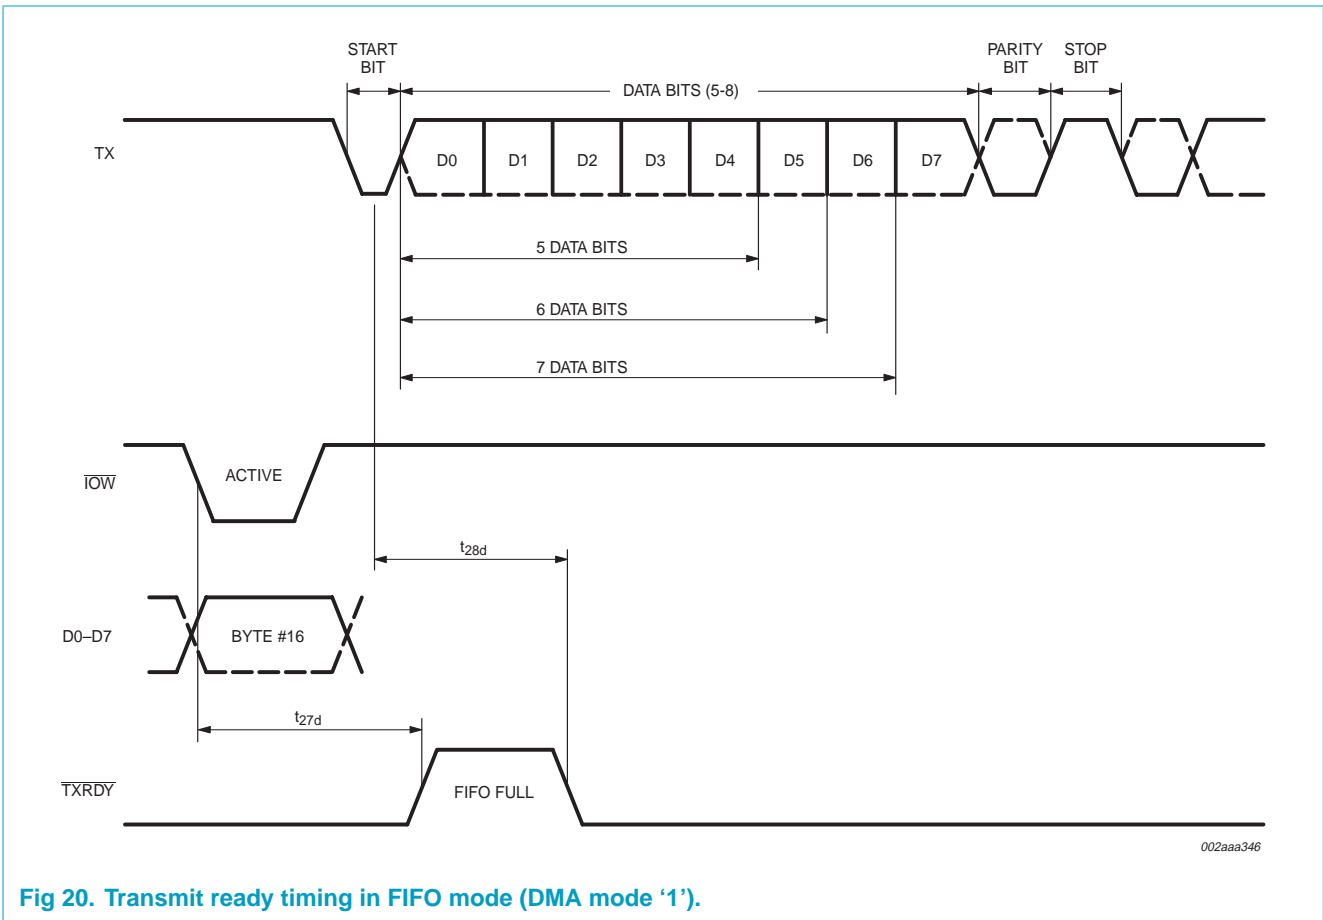 START
BIT
DATA BITS (5-8)
PARITY
BIT
STOP
BIT
TX
D0
D1
D2
D3
D4
D5
D6
D7
5 DATA BITS
6 DATA BITS
7 DATA BITS
IOW
ACTIVE
t28d
D0–D7
BYTE #16
t27d
TXRDY
FIFO FULL
002aaa346
Fig 20. Transmit ready timing in FIFO mode (DMA mode ‘1’).